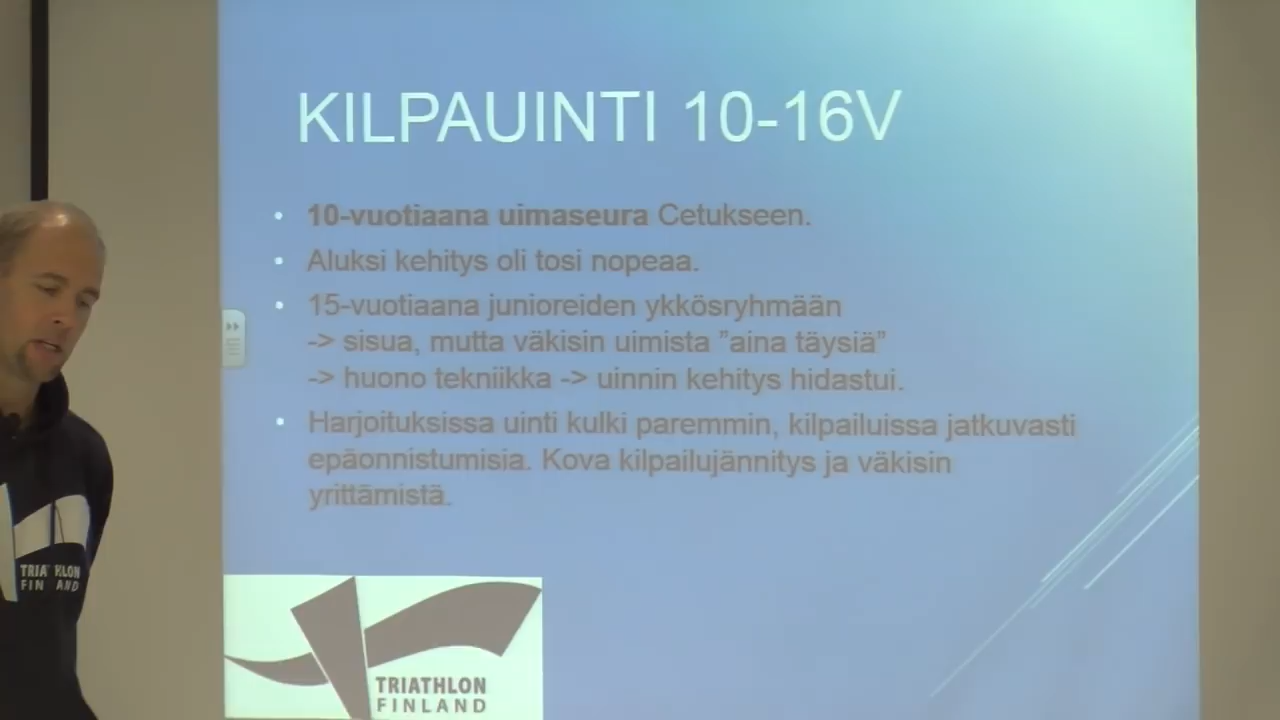 KILPAUINTI 10-16V
10-vuotiaana uimaseura Cetukseen.
Aluksi kehitys oli tosi nopeaa.
15-vuotiaana junioreiden ykkösryhmään
-> sisua, mutta väkisin uimista ”aina täysiä”
-> huono tekniikka -> uinnin kehitys hidastui.
Harjoituksissa uinti kulki paremmin, kilpailuissa jatkuvasti
epäonnistumisia. Kova kilpailujännitys ja väkisin
yrittämistä.
TRIATHLON
FINLAND
TRIATHLON
FINLAND